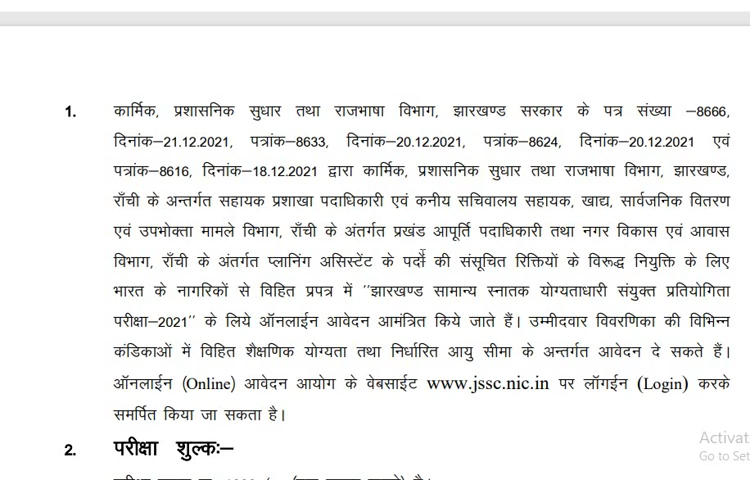 1. कार्मिक, प्रशासनिक सुधार तथा राजभाषा विभाग, झारखण्ड सरकार के पत्र संख्या –8666,
दिनांक–21.12.2021, पत्रांक–8633, दिनांक–20.12.2021, पत्रांक–8624, दिनांक–20.12.2021 एवं
पत्रांक–8616, दिनांक–18.12.2021 द्वारा कार्मिक, प्रशासनिक सुधार तथा राजभाषा विभाग, झारखण्ड,
राँची के अन्तर्गत सहायक प्रशाखा पदाधिकारी एवं कनीय सचिवालय सहायक, खाद्य, सार्वजनिक वितरण
एवं उपभोक्ता मामले विभाग, राँची के अंतर्गत प्रखंड आपूर्ति पदाधिकारी तथा नगर विकास एवं आवास
विभाग, राँची के अंतर्गत प्लानिंग असिस्टेंट के पदों की संसूचित रिक्तियों के विरूद्ध नियुक्ति के लिए
भारत के नागरिकों से विहित प्रपत्र में "झारखण्ड सामान्य स्नातक योग्यताधारी संयुक्त प्रतियोगिता
परीक्षा–2021" के लिये ऑनलाईन आवेदन आमंत्रित किये जाते हैं। उम्मीदवार विवरणिका की विभिन्न
कंडिकाओं में विहित शैक्षणिक योग्यता तथा निर्धारित आयु सीमा के अन्तर्गत आवेदन दे सकते हैं।
ऑनलाईन (Online) आवेदन आयोग के वेबसाईट www.jssc.nic.in पर लॉगईन (Login) करके
समर्पित किया जा सकता है।
2. परीक्षा शुल्कः–
Activat
Go to Set